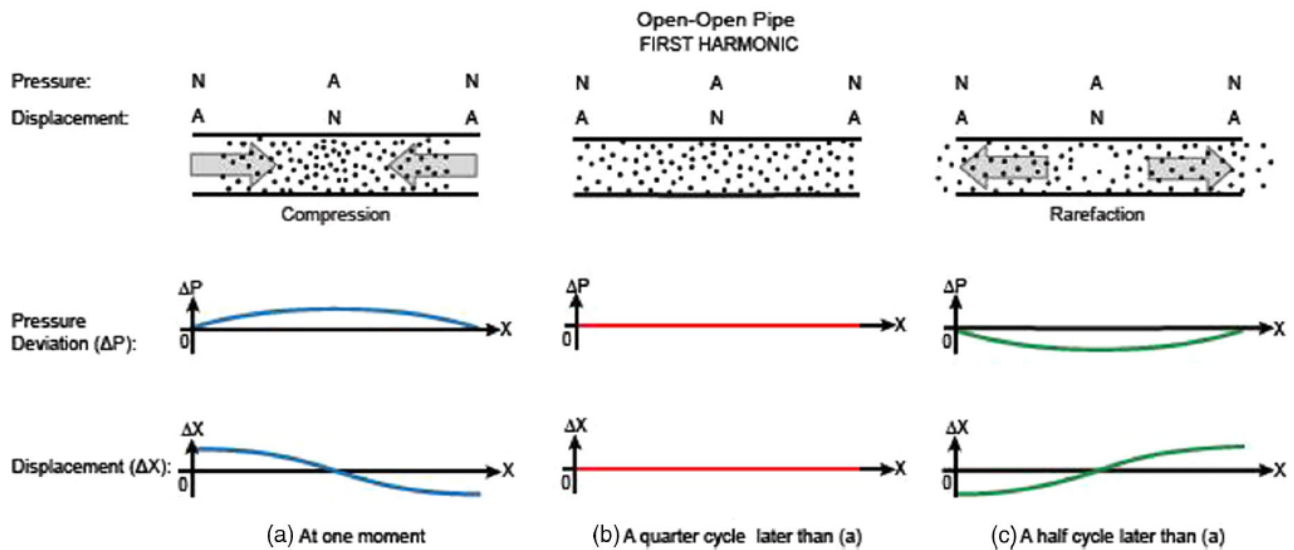 Open-Open Pipe
FIRST HARMONIC
Pressure: N A N N A N N A N
Displacement: A N A A N A A N A
Compression Rarefaction
ΔP ΔP ΔP
Pressure
Deviation (ΔP):
0 X 0 X 0 X
ΔX ΔX ΔX
Displacement (ΔX):
0 X 0 X 0 X
(a) At one moment (b) A quarter cycle later than (a) (c) A half cycle later than (a)